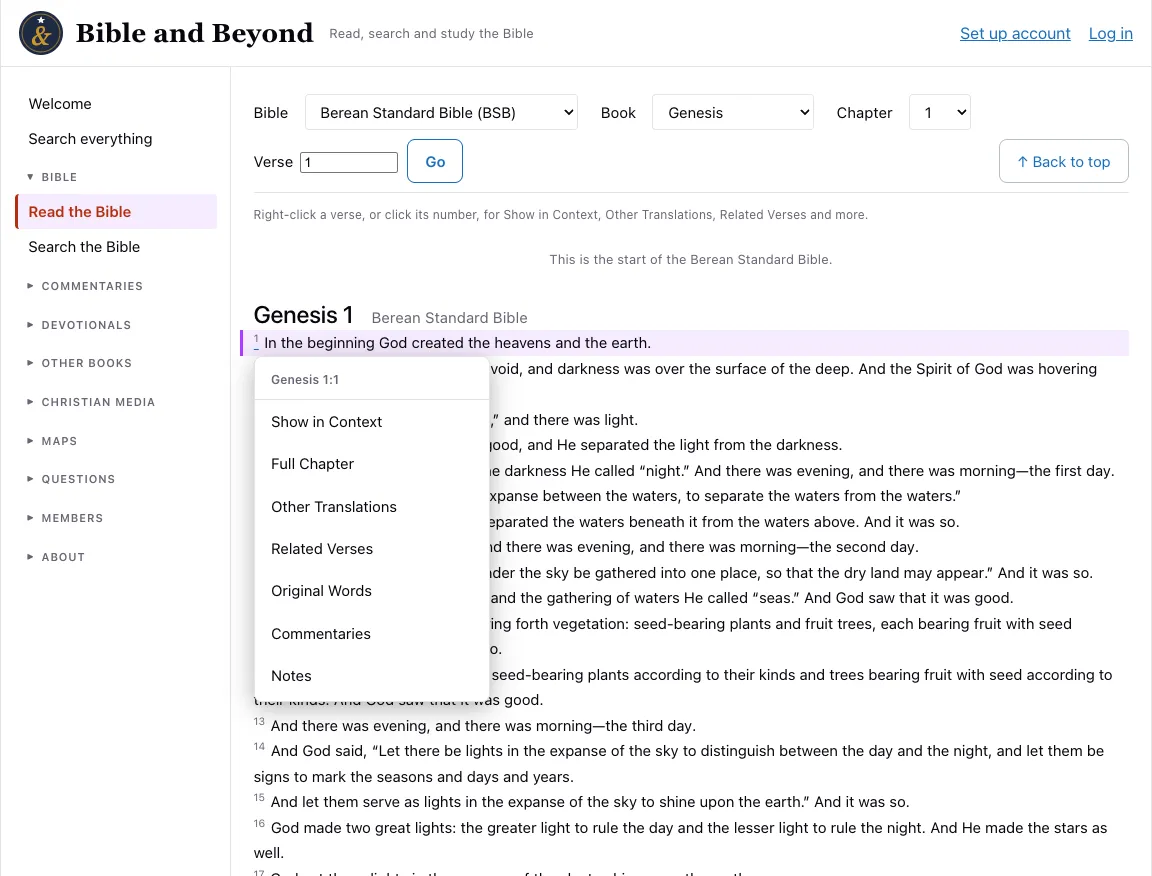 &
Bible and Beyond
Read, search and study the Bible
Set up account
Log in
Welcome
Search everything
▾ BIBLE
Read the Bible
Search the Bible
▸ COMMENTARIES
▸ DEVOTIONALS
▸ OTHER BOOKS
▸ CHRISTIAN MEDIA
▸ MAPS
▸ QUESTIONS
▸ MEMBERS
▸ ABOUT
Bible Berean Standard Bible (BSB) Book Genesis Chapter 1
Verse 1 Go ↑ Back to top
Right-click a verse, or click its number, for Show in Context, Other Translations, Related Verses and more.
This is the start of the Berean Standard Bible.
Genesis 1 Berean Standard Bible
1 In the beginning God created the heavens and the earth.
Genesis 1:1
Show in Context
Full Chapter
Other Translations
Related Verses
Original Words
Commentaries
Notes
void, and darkness was over the surface of the deep. And the Spirit of God was hovering
,” and there was light.
good, and He separated the light from the darkness.
darkness He called “night.” And there was evening, and there was morning—the first day.
between the waters, to separate the waters from the waters.”
separated the waters beneath it from the waters above. And it was so.
there was evening, and there was morning—the second day.
the sky be gathered into one place, so that the dry land may appear.” And it was so.
and the gathering of waters He called “seas.” And God saw that it was good.
forth vegetation: seed-bearing plants and fruit trees, each bearing fruit with seed
seed-bearing plants according to their kinds and trees bearing fruit with seed according to
good.
13 And there was evening, and there was morning—the third day.
14 And God said, “Let there be lights in the expanse of the sky to distinguish between the day and the night, and let them be
signs to mark the seasons and days and years.
15 And let them serve as lights in the expanse of the sky to shine upon the earth.” And it was so.
16 God made two great lights: the greater light to rule the day and the lesser light to rule the night. And He made the stars as
well.
17